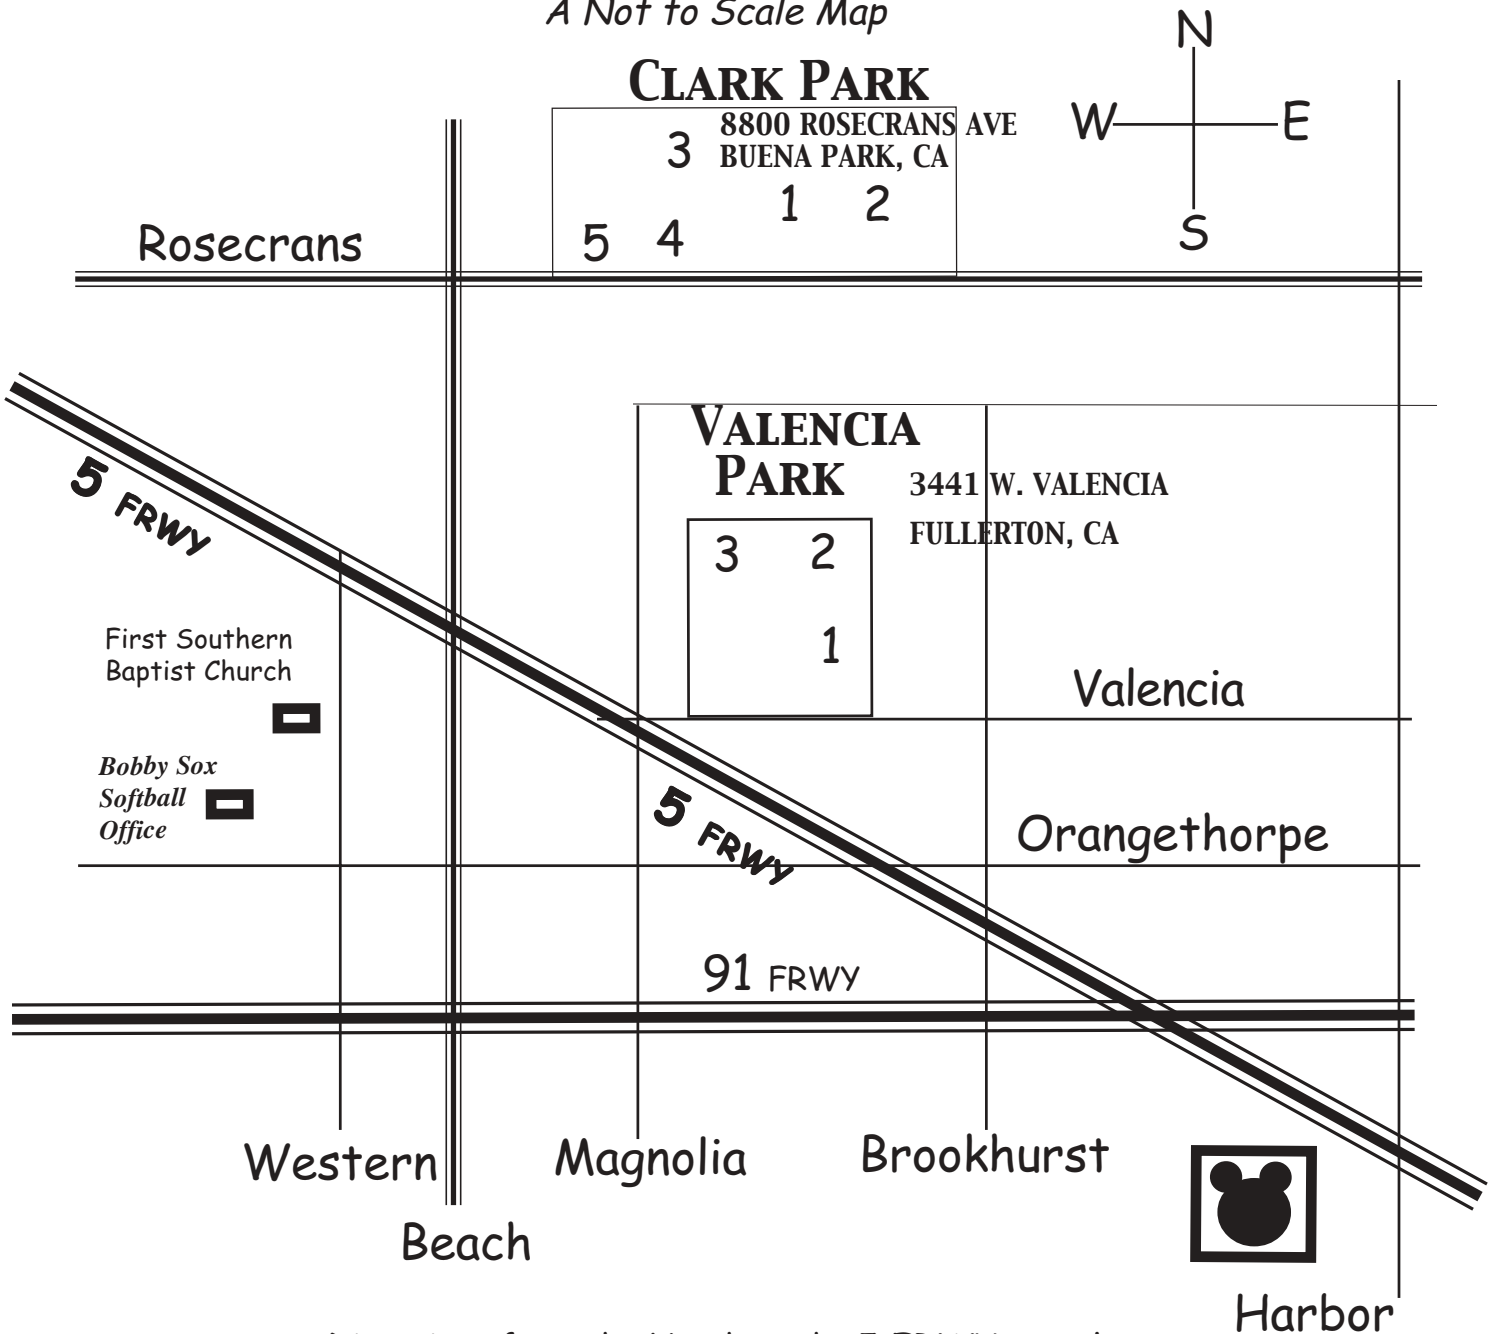 A Not to Scale Map
N
CLARK PARK
8800 ROSECRANS AVE
BUENA PARK, CA
W
E
3
1
2
5
4
S
Rosecrans
VALENCIA
PARK
3441 W. VALENCIA
FULLERTON, CA
5 FRWY
3
2
1
First Southern
Baptist Church
Valencia
Bobby Sox
Softball
Office
5 FRWY
Orangethorpe
91 FRWY
Western
Magnolia
Brookhurst
Beach
Harbor